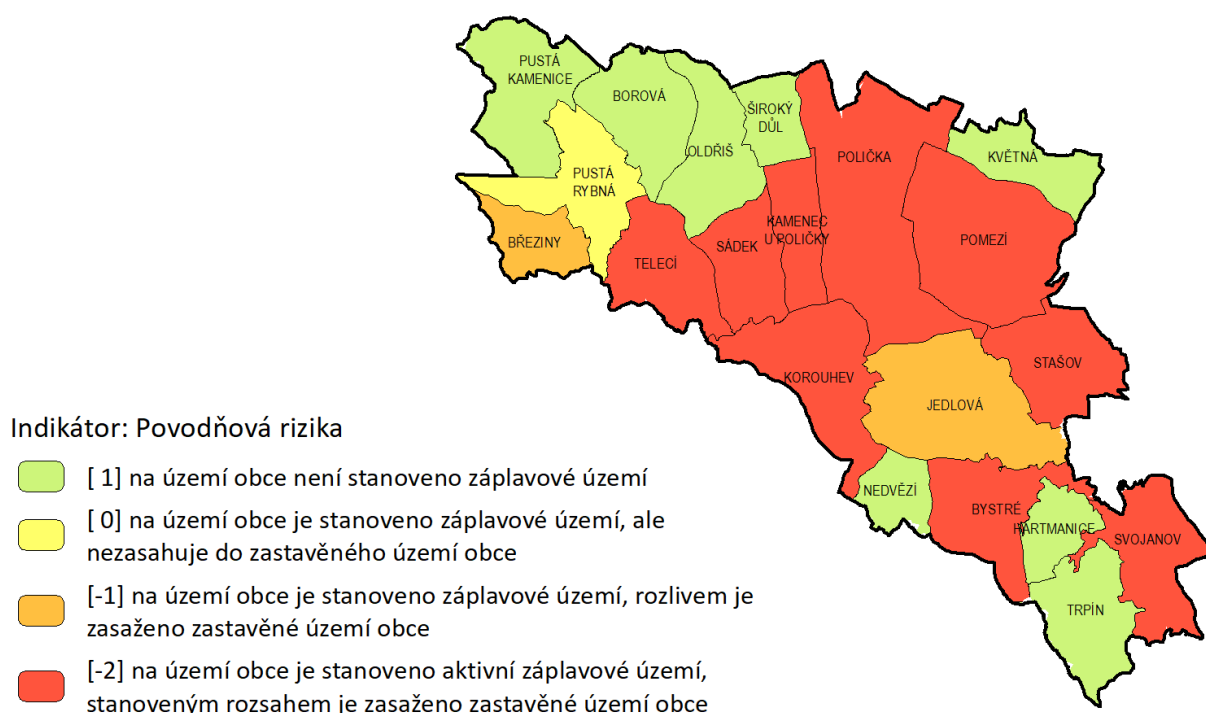 PUSTÁ
KAMENICE
BOROVÁ
ŠIROKÝ
DŮL
OLDŘIŠ
KVĚTNÁ
POLIČKA
PUSTÁ
RYBNÁ
KAMENEC
U POLIČKY
BŘEZINY
SÁDEK
POMEZÍ
TELECÍ
STAŠOV
KOROUHEV
JEDLOVÁ
NEDVĚZÍ
BYSTRÉ
HARTMANICE
SVOJANOV
TRPÍN
Indikátor: Povodňová rizika
[ 1] na území obce není stanoveno záplavové území
[ 0] na území obce je stanoveno záplavové území, ale
nezasahuje do zastavěného území obce
[-1] na území obce je stanoveno záplavové území, rozlivem je
zasaženo zastavěné území obce
[-2] na území obce je stanoveno aktivní záplavové území,
stanoveným rozsahem je zasaženo zastavěné území obce